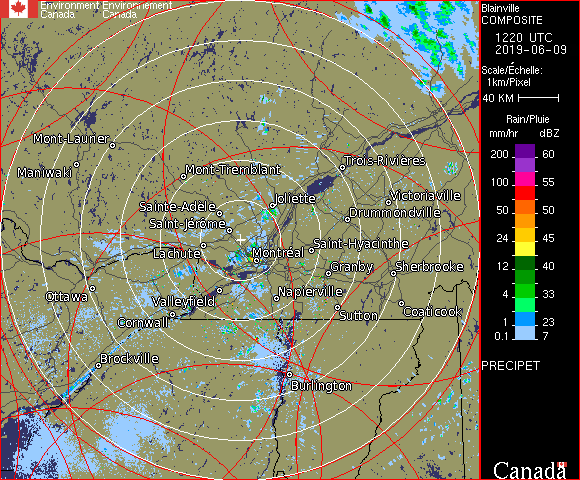 Environment Environnement
Canada Canada
Blainville
COMPOSITE
1220 UTC
2019-06-09
Scale/Échelle:
1km/Pixel
40 KM
Rain/Pluie
mm/hr dBZ
200 60
100 55
50 50
24 45
12 40
4 33
1 23
0.1 7
PRECIPET
Canada
Mont-Laurier
Maniwaki
Mont-Tremblant
Trois-Rivières
Sainte-Adèle
Joliette
Victoriaville
Saint-Jérôme
Drummondville
Lachute
Montréal
Saint-Hyacinthe
Granby
Sherbrooke
Ottawa
Valleyfield
Napierville
Cornwall
Sutton
Coaticook
Brockville
Burlington